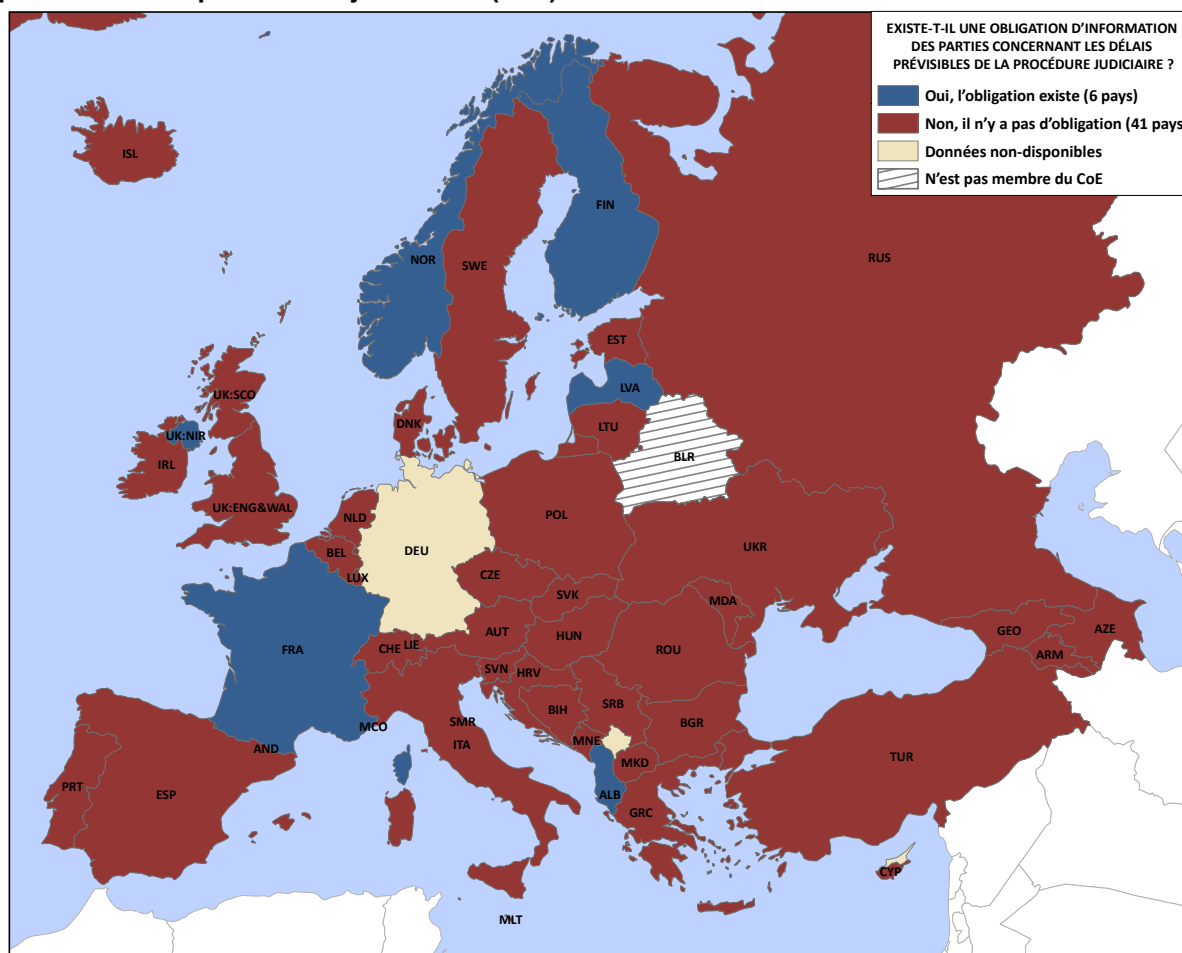 EXISTE-T-IL UNE OBLIGATION D'INFORMATION
DES PARTIES CONCERNANT LES DÉLAIS
PRÉVISIBLES DE LA PROCÉDURE JUDICIAIRE ?
Oui, l'obligation existe (6 pays)
Non, il n'y a pas d'obligation (41 pays
Données non-disponibles
N'est pas membre du CoE
ISL
FIN
NOR
SWE
RUS
EST
LVA
UK:SCO
DNK
LTU
UK:NIR
BLR
IRL
UK:ENG&WAL
NLD
POL
BEL
DEU
UKR
LUX
CZE
SVK
MDA
AUT
HUN
GEO
AZE
FRA
CHE
LIE
ROU
ARM
SVN
HRV
BIH
SRB
BGR
MCO
SMR
MNE
AND
ITA
MKD
TUR
PRT
ESP
ALB
GRC
CYP
MLT